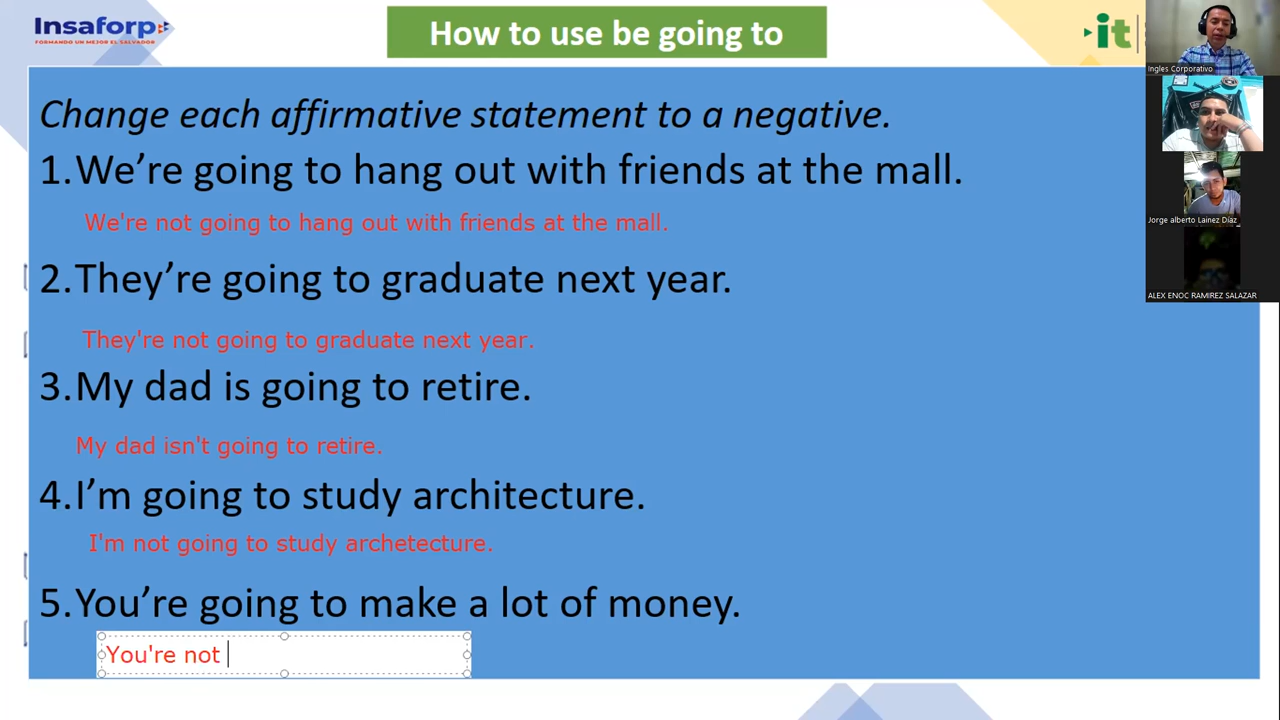 Insaforp
FORMANDO UN MEJOR EL SALVADOR
How to use be going to
it
Ingles Corporativo
Change each affirmative statement to a negative.
1. We’re going to hang out with friends at the mall.
We're not going to hang out with friends at the mall.
Jorge alberto Lainez Díaz
2. They’re going to graduate next year.
ALEX ENOC RAMIREZ SALAZAR
They're not going to graduate next year.
3. My dad is going to retire.
My dad isn't going to retire.
4. I’m going to study architecture.
I'm not going to study archetecture.
5. You’re going to make a lot of money.
You're not